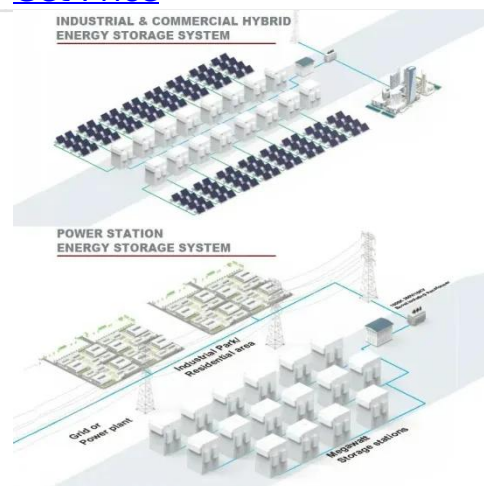 INDUSTRIAL & COMMERCIAL HYBRID
ENERGY STORAGE SYSTEM
POWER STATION
ENERGY STORAGE SYSTEM
Industrial Park/
Residential area
Grid or
Power plant
Megawatt
Storage stations